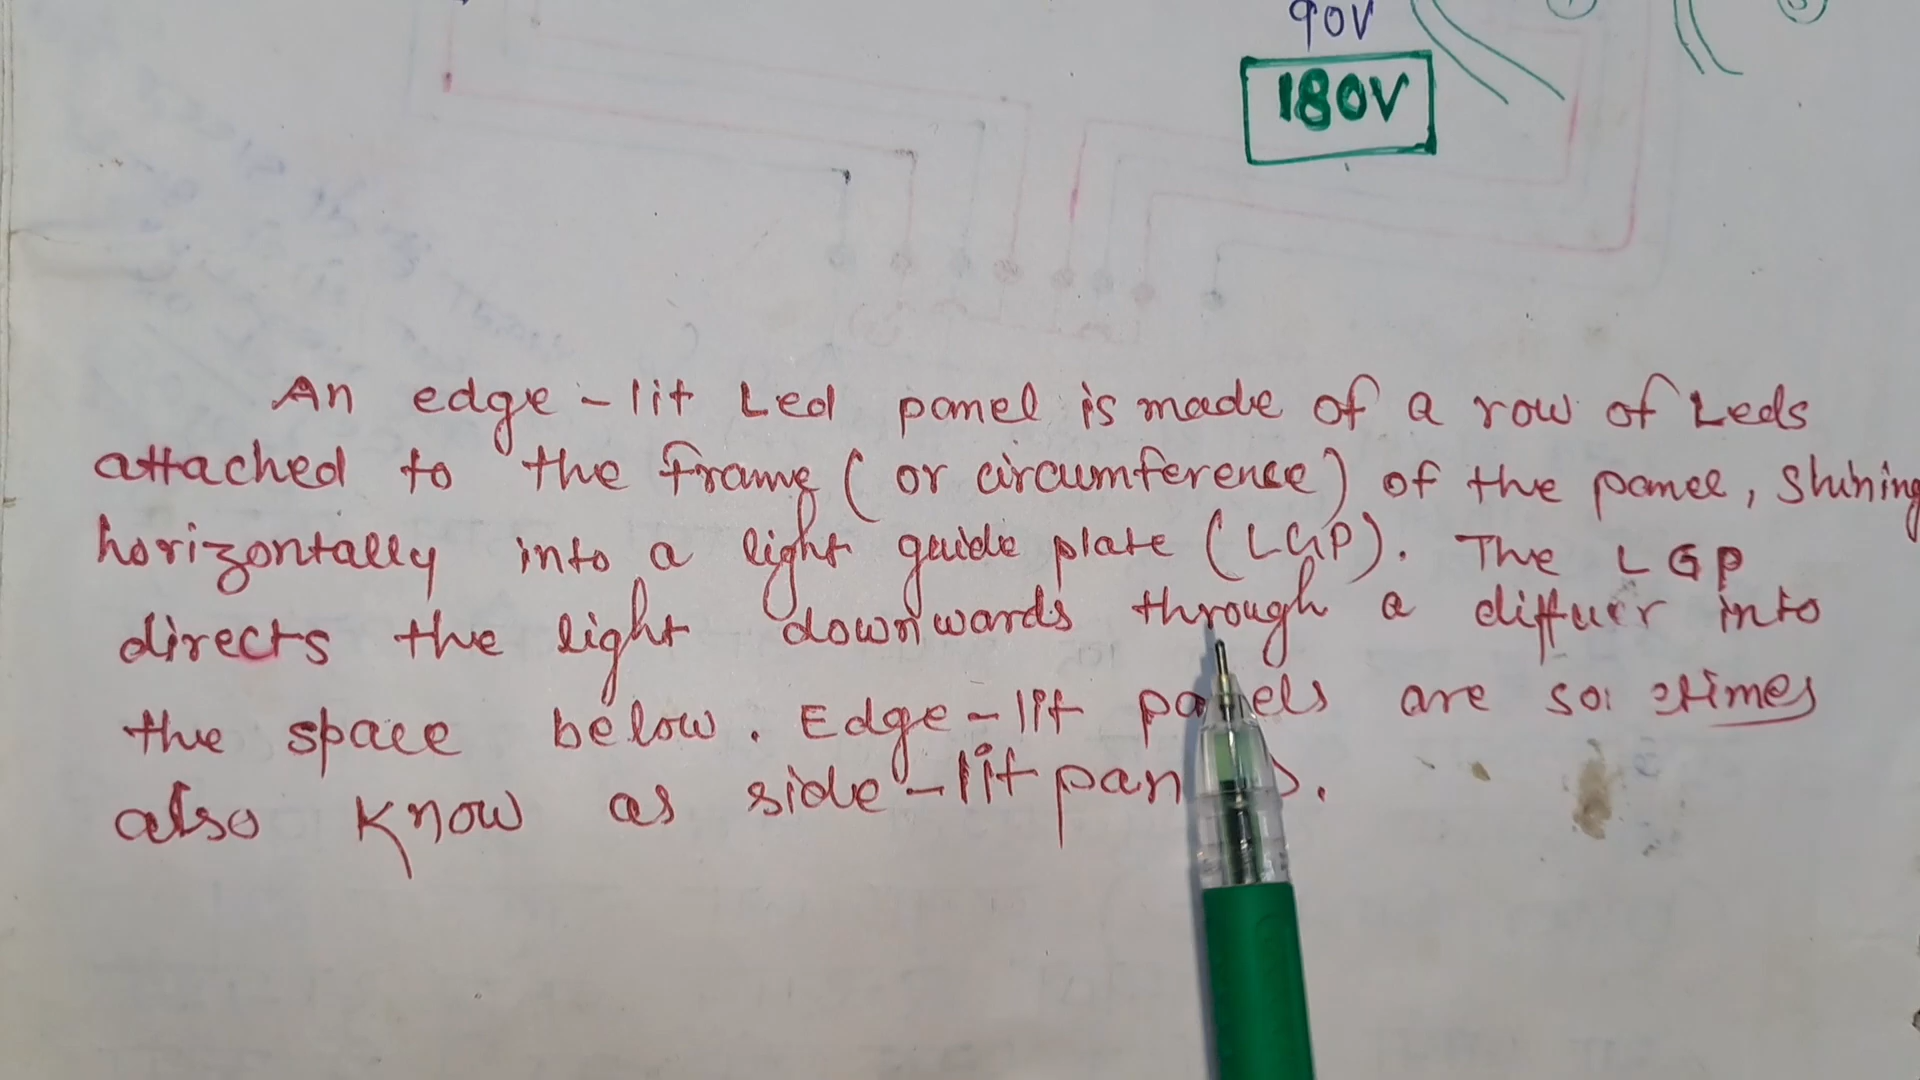 90V
180V
An edge-lit Led panel is made of a row of Leds
attached to the frame (or circumference) of the panel, shining
horizontally into a light guide plate (LGP). The LGP
directs the light downwards through a into
the space below. Edge-lit panels are
also know as side-lit